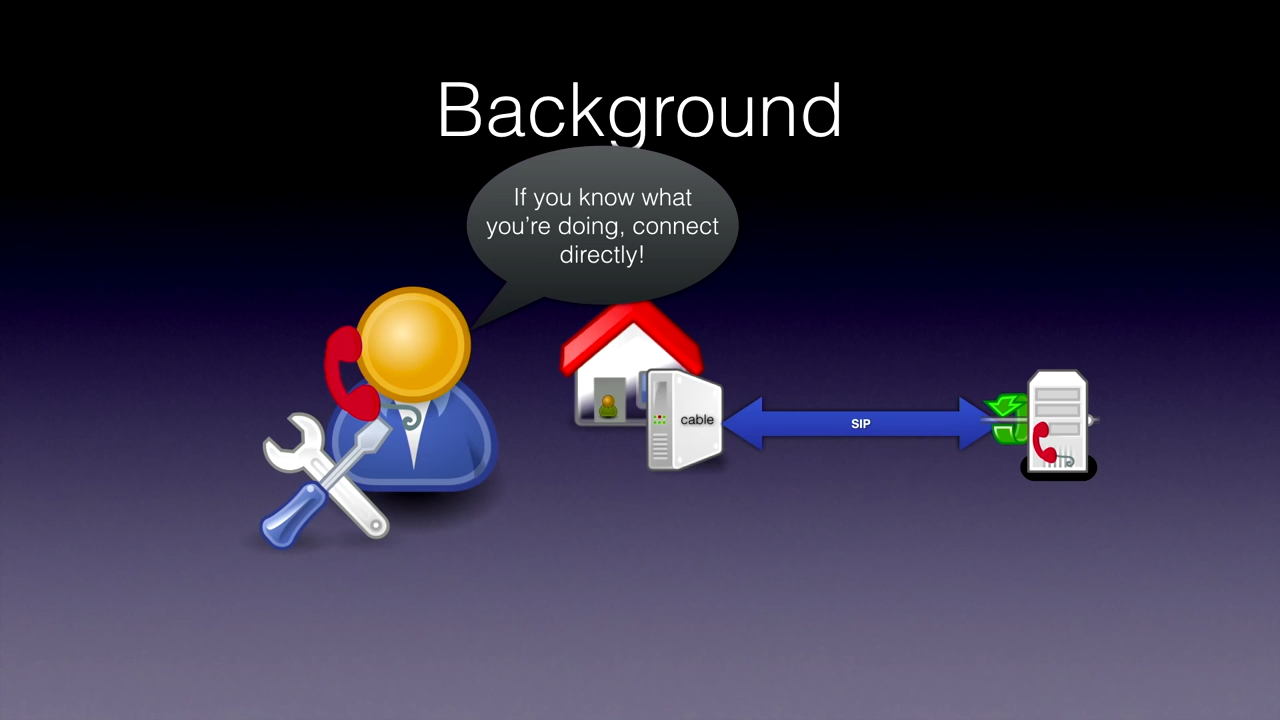 Background
If you know what
you're doing, connect
directly!
cable
SIP